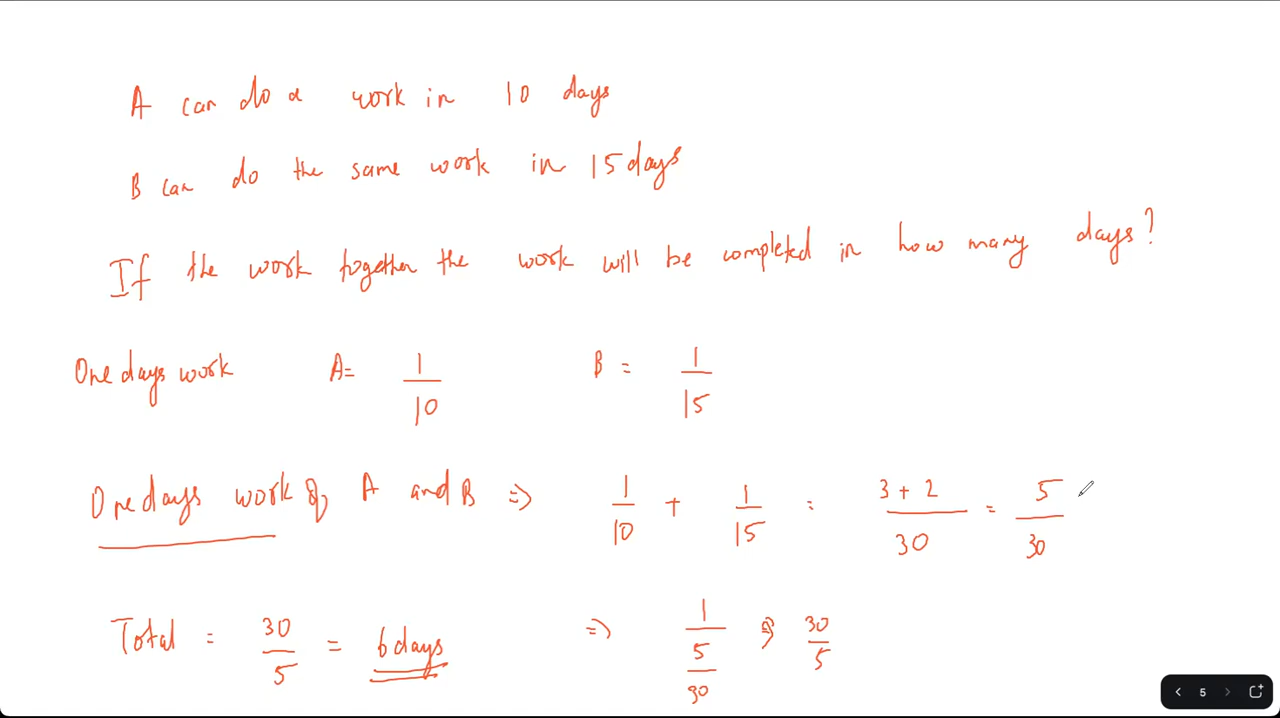 A can do a work in 10 days
B can do the same work in 15 days
If the work together the work will be completed in how many days?
One days work A = 1/10 B = 1/15
One days work of A and B => 1/10 + 1/15 = 3 + 2/30 = 5/30
Total = 30/5 = 6 days => 1/5/30 => 30/5
5